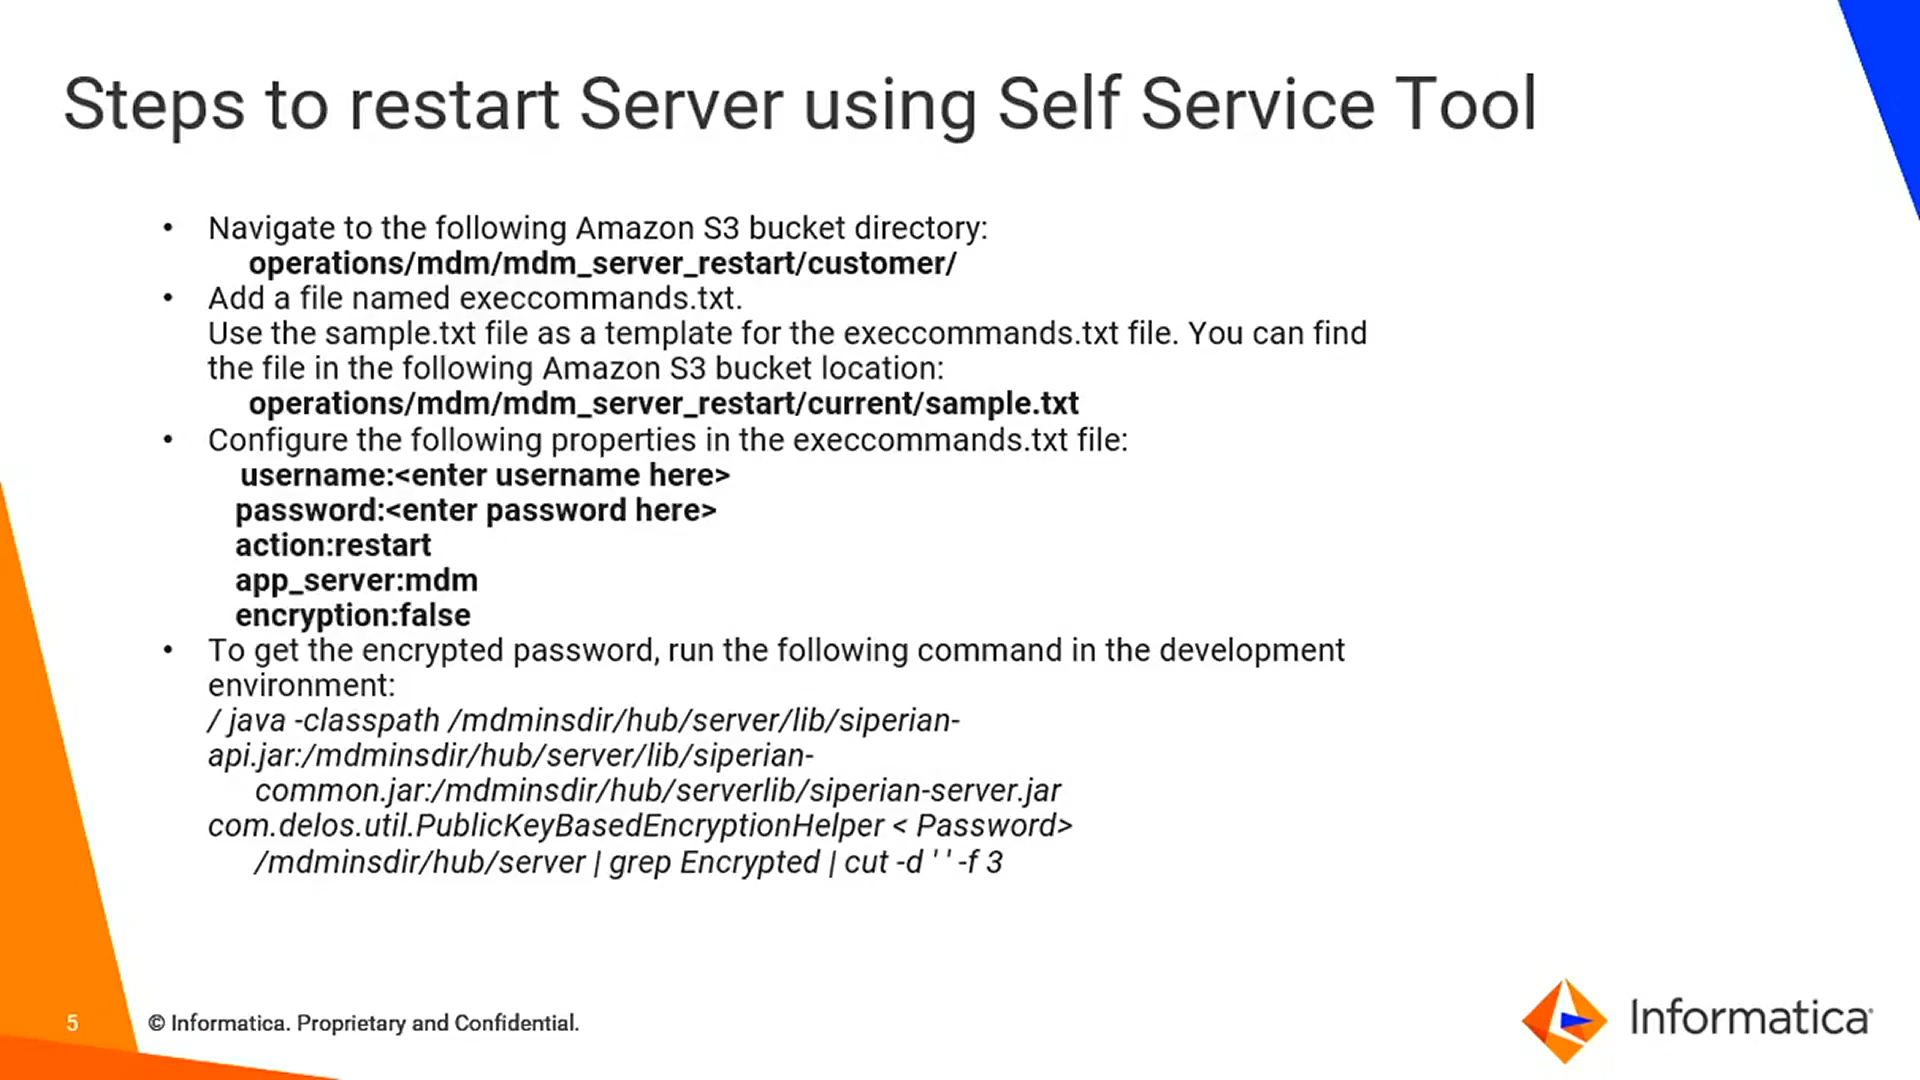 Steps to restart Server using Self Service Tool
• Navigate to the following Amazon S3 bucket directory:
operations/mdm/mdm_server_restart/customer/
• Add a file named execcommands.txt.
Use the sample.txt file as a template for the execcommands.txt file. You can find
the file in the following Amazon S3 bucket location:
operations/mdm/mdm_server_restart/current/sample.txt
• Configure the following properties in the execcommands.txt file:
username:<enter username here>
password:<enter password here>
action:restart
app_server:mdm
encryption:false
• To get the encrypted password, run the following command in the development
environment:
/ java -classpath /mdminsdir/hub/server/lib/siperian-
api.jar:/mdminsdir/hub/server/lib/siperian-
common.jar:/mdminsdir/hub/serverlib/siperian-server.jar
com.delos.util.PublicKeyBasedEncryptionHelper < Password>
/mdminsdir/hub/server | grep Encrypted | cut -d ' ' -f 3
5
© Informatica. Proprietary and Confidential.
Informatica